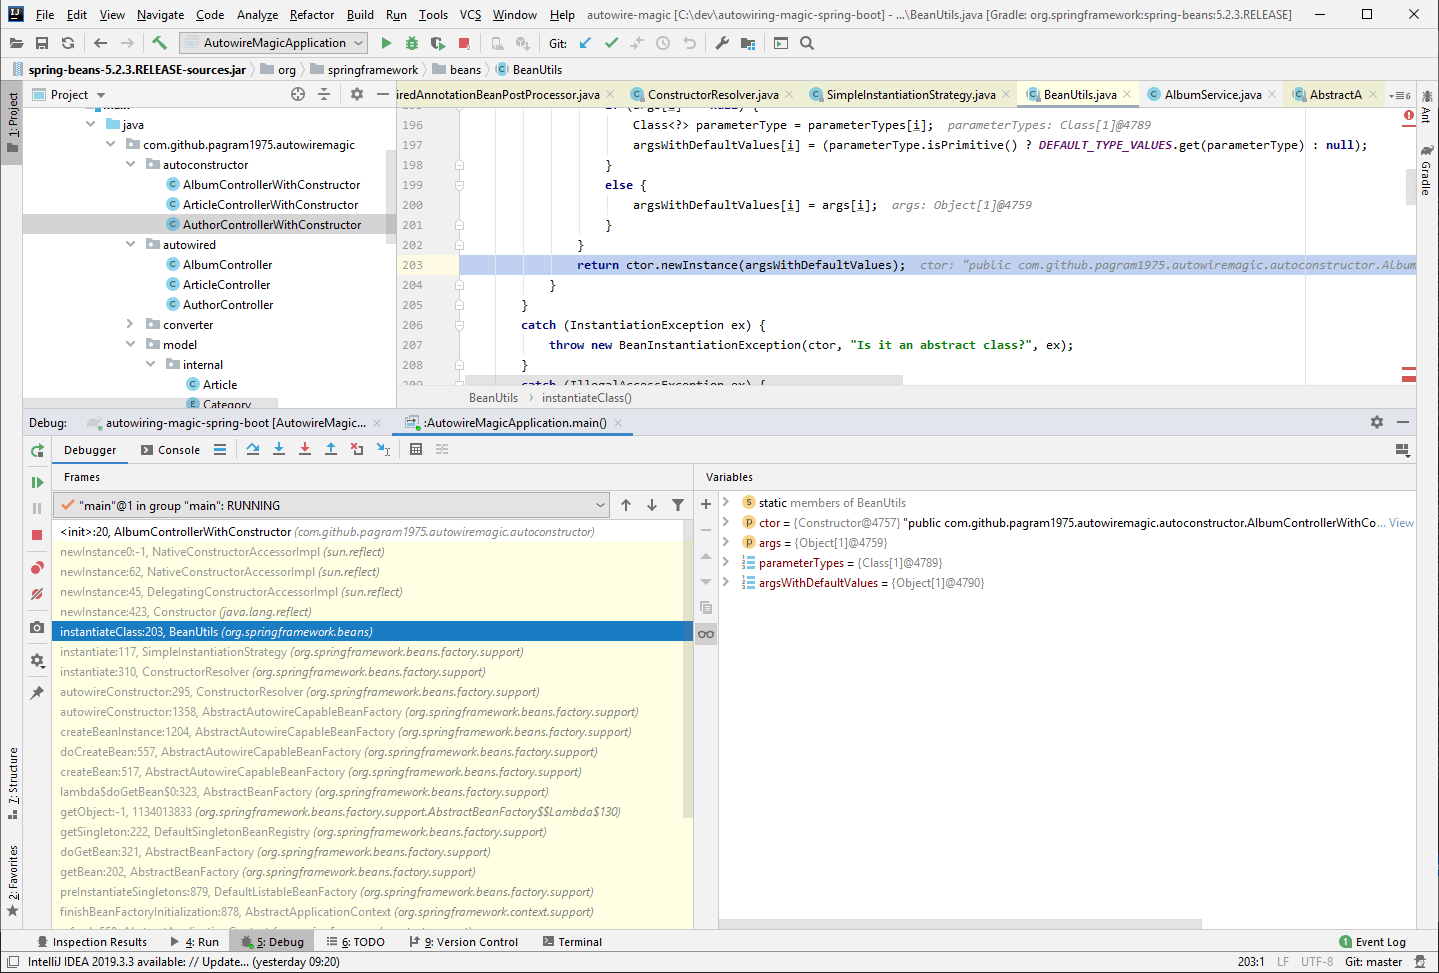 File Edit View Navigate Code Analyze Refactor Build Run Tools VCS Window Help autowire-magic [C:\dev\autowiring-magic-spring-boot] - ...\BeanUtils.java [Gradle: org.springframework:spring-beans:5.2.3.RELEASE]
AutowireMagicApplication Git:
spring-beans-5.2.3.RELEASE-sources.jar org springframework beans BeanUtils
Project
iredAnnotationBeanPostProcessor.java ConstructorResolver.java SimpleInstantiationStrategy.java BeanUtils.java AlbumService.java AbstractA 6
1: Project
java
com.github.pagram1975.autowiremagic
autoconstructor
AlbumControllerWithConstructor
ArticleControllerWithConstructor
AuthorControllerWithConstructor
autowired
AlbumController
ArticleController
AuthorController
converter
model
internal
Article
Category
196 Class<?> parameterType = parameterTypes[i]; parameterTypes: Class[1]@4789
197 argsWithDefaultValues[i] = (parameterType.isPrimitive() ? DEFAULT_TYPE_VALUES.get(parameterType) : null);
198 }
199 else {
200 argsWithDefaultValues[i] = args[i]; args: Object[1]@4759
201 }
202 }
203 return ctor.newInstance(argsWithDefaultValues); ctor: "public com.github.pagram1975.autowiremagic.autoconstructor.Album
204 }
205 }
206 catch (InstantiationException ex) {
207 throw new BeanInstantiationException(ctor, "Is it an abstract class?", ex);
208 }
209 catch (IllegalAccessException ex) {
BeanUtils instantiateClass()
Ant
Gradle
Debug: autowiring-magic-spring-boot [AutowireMagic... :AutowireMagicApplication.main()
Debugger Console
Frames
"main"@1 in group "main": RUNNING
<init>:20, AlbumControllerWithConstructor (com.github.pagram1975.autowiremagic.autoconstructor)
newInstance0:-1, NativeConstructorAccessorImpl (sun.reflect)
newInstance:62, NativeConstructorAccessorImpl (sun.reflect)
newInstance:45, DelegatingConstructorAccessorImpl (sun.reflect)
newInstance:423, Constructor (java.lang.reflect)
instantiateClass:203, BeanUtils (org.springframework.beans)
instantiate:117, SimpleInstantiationStrategy (org.springframework.beans.factory.support)
instantiate:310, ConstructorResolver (org.springframework.beans.factory.support)
autowireConstructor:295, ConstructorResolver (org.springframework.beans.factory.support)
autowireConstructor:1358, AbstractAutowireCapableBeanFactory (org.springframework.beans.factory.support)
createBeanInstance:1204, AbstractAutowireCapableBeanFactory (org.springframework.beans.factory.support)
doCreateBean:557, AbstractAutowireCapableBeanFactory (org.springframework.beans.factory.support)
createBean:517, AbstractAutowireCapableBeanFactory (org.springframework.beans.factory.support)
lambda$doGetBean$0:323, AbstractBeanFactory (org.springframework.beans.factory.support)
getObject:-1, 1134013833 (org.springframework.beans.factory.support.AbstractBeanFactory$$Lambda$130)
getSingleton:222, DefaultSingletonBeanRegistry (org.springframework.beans.factory.support)
doGetBean:321, AbstractBeanFactory (org.springframework.beans.factory.support)
getBean:202, AbstractBeanFactory (org.springframework.beans.factory.support)
preInstantiateSingletons:879, DefaultListableBeanFactory (org.springframework.beans.factory.support)
finishBeanFactoryInitialization:878, AbstractApplicationContext (org.springframework.context.support)
Variables
static members of BeanUtils
ctor = {Constructor@4757} "public com.github.pagram1975.autowiremagic.autoconstructor.AlbumControllerWithCo... View
args = {Object[1]@4759}
parameterTypes = {Class[1]@4789}
argsWithDefaultValues = {Object[1]@4790}
7: Structure
2: Favorites
Inspection Results 4: Run 5: Debug 6: TODO 9: Version Control Terminal 1 Event Log
IntelliJ IDEA 2019.3.3 available: // Update... (yesterday 09:20) 203:1 LF UTF-8 Git: master